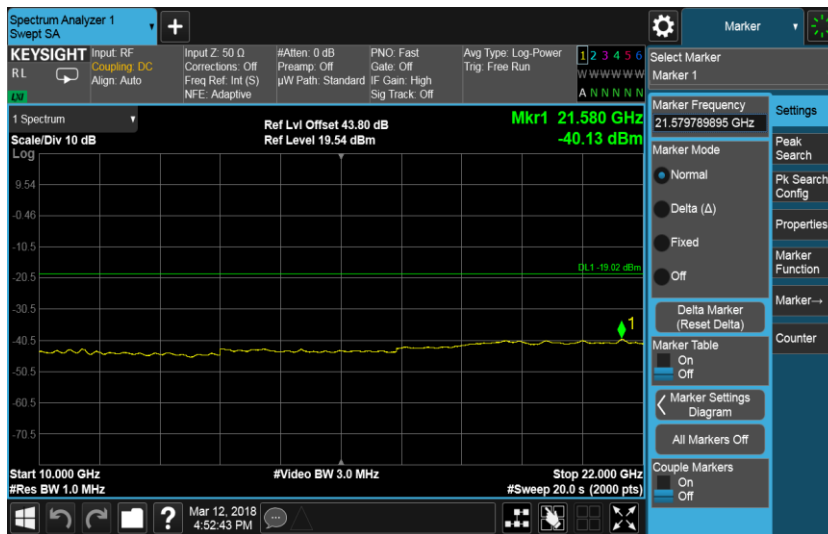 Spectrum Analyzer 1
Swept SA
+
Marker
KEYSIGHT
RL
LXI
Input: RF
Coupling: DC
Align: Auto
Input Z: 50 Ω
Corrections: Off
Freq Ref: Int (S)
NFE: Adaptive
#Atten: 0 dB
Preamp: Off
µW Path: Standard
PNO: Fast
Gate: Off
IF Gain: High
Sig Track: Off
Avg Type: Log-Power
Trig: Free Run
1 2 3 4 5 6
W W W W W W
A N N N N N
Select Marker
Marker 1
1 Spectrum
Scale/Div 10 dB
Log
Ref Lvl Offset 43.80 dB
Ref Level 19.54 dBm
Mkr1 21.580 GHz
-40.13 dBm
9.54
-0.46
-10.5
-20.5
-30.5
-40.5
-50.5
-60.5
-70.5
DL1 -19.02 dBm
1
Start 10.000 GHz
#Res BW 1.0 MHz
#Video BW 3.0 MHz
Stop 22.000 GHz
#Sweep 20.0 s (2000 pts)
Marker Frequency
21.579789895 GHz
Marker Mode
Normal
Delta (Δ)
Fixed
Off
Delta Marker
(Reset Delta)
Marker Table
On
Off
Marker Settings
Diagram
All Markers Off
Couple Markers
On
Off
Settings
Peak
Search
Pk Search
Config
Properties
Marker
Function
Marker→
Counter
?
Mar 12, 2018
4:52:43 PM